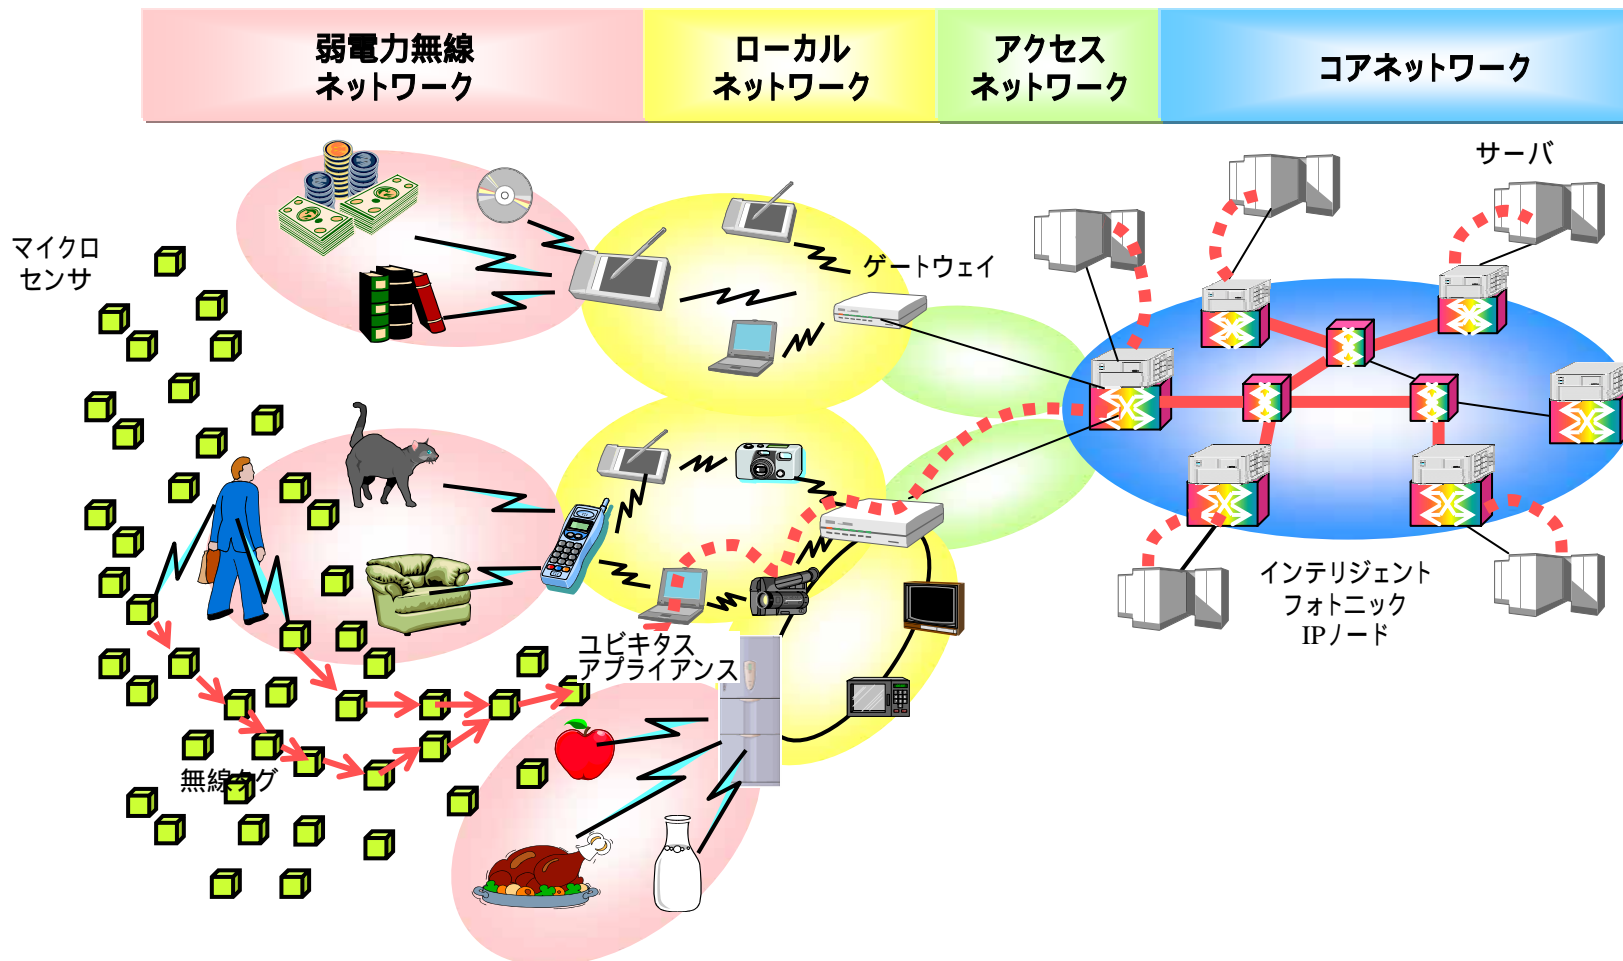 弱電力無線
ネットワーク
ローカル
ネットワーク
アクセス
ネットワーク
コアネットワーク
サーバ
マイクロ
センサ
ゲートウェイ
インテリジェント
フォトニック
IPノード
ユビキタス
アプライアンス
無線タグ